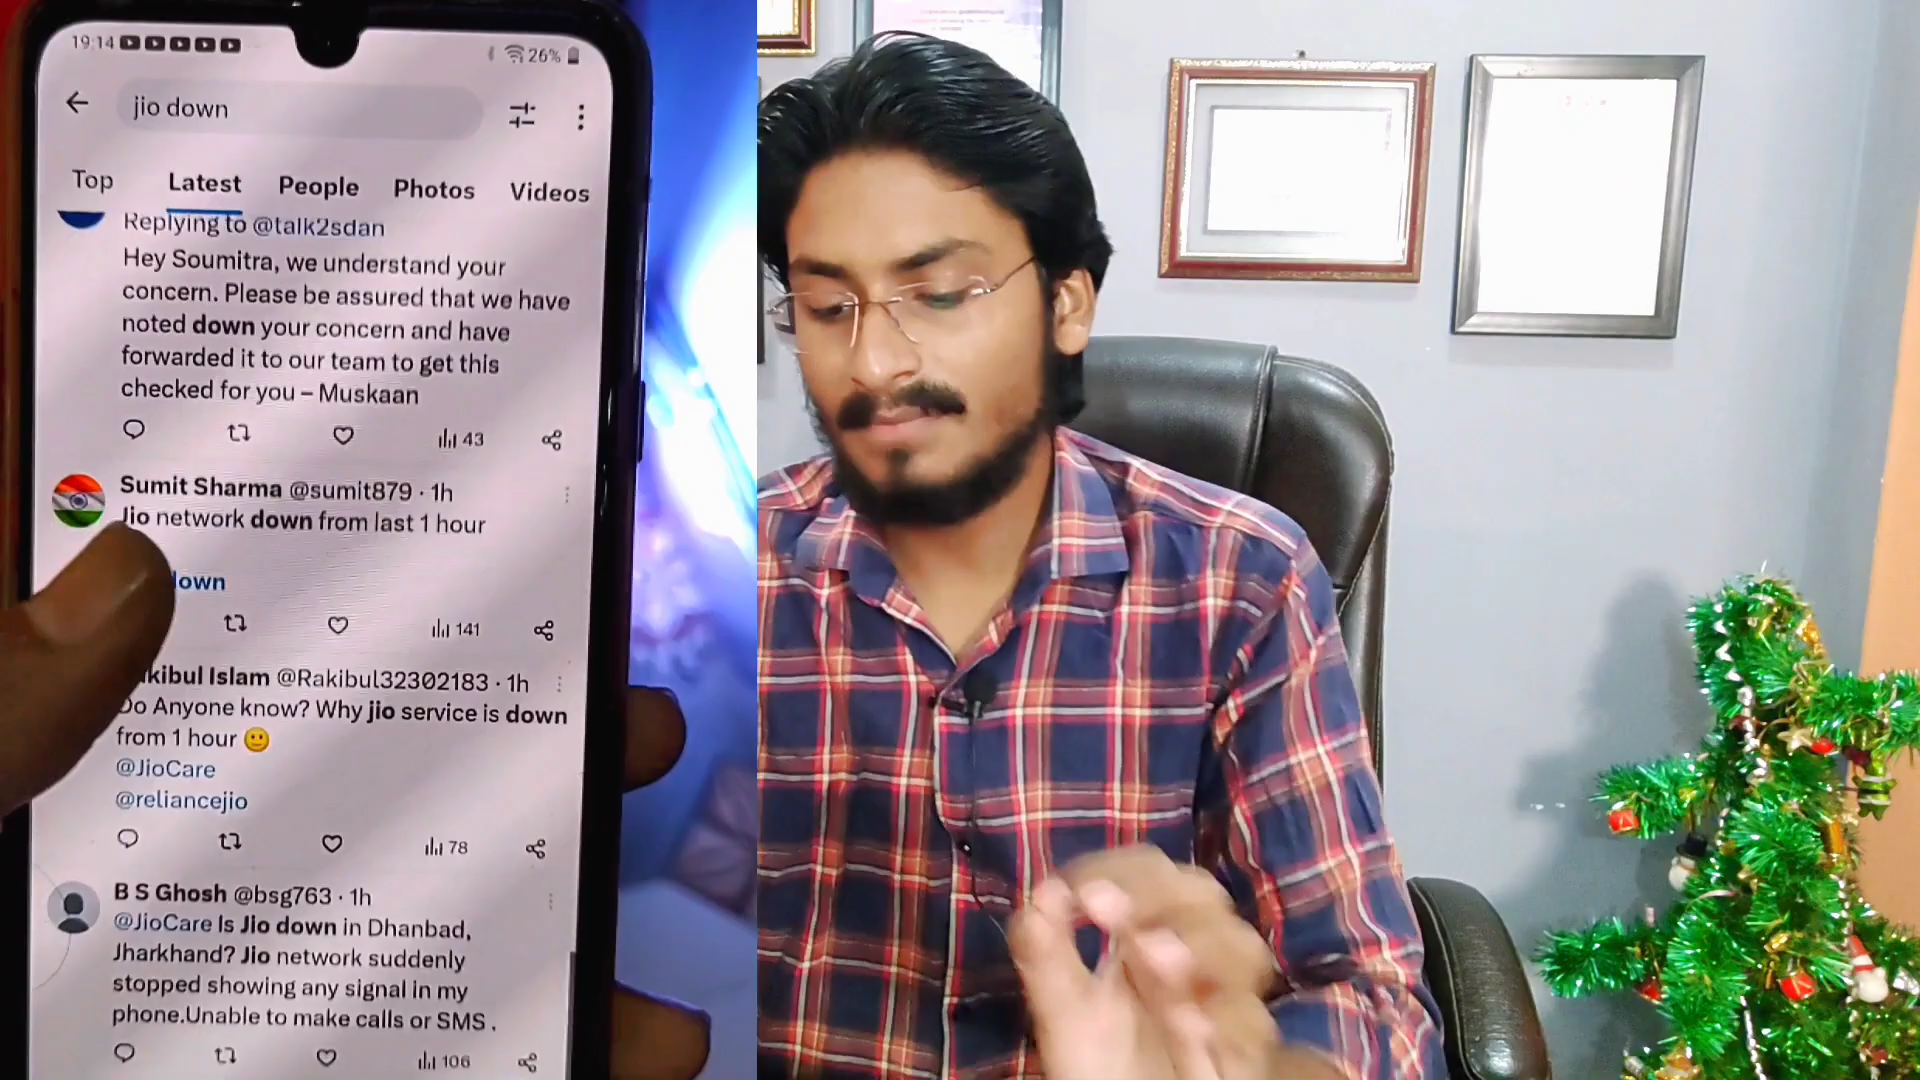 19:14
26%
jio down
Top Latest People Photos Videos
Replying to @talk2sdan
Hey Soumitra, we understand your
concern. Please be assured that we have
noted down your concern and have
forwarded it to our team to get this
checked for you – Muskaan
43
Sumit Sharma @sumit879 · 1h
Jio network down from last 1 hour
down
141
kibul Islam @Rakibul32302183 · 1h
Do Anyone know? Why jio service is down
from 1 hour 🙂
@JioCare
@reliancejio
78
B S Ghosh @bsg763 · 1h
@JioCare Is Jio down in Dhanbad,
Jharkhand? Jio network suddenly
stopped showing any signal in my
phone.Unable to make calls or SMS .
106